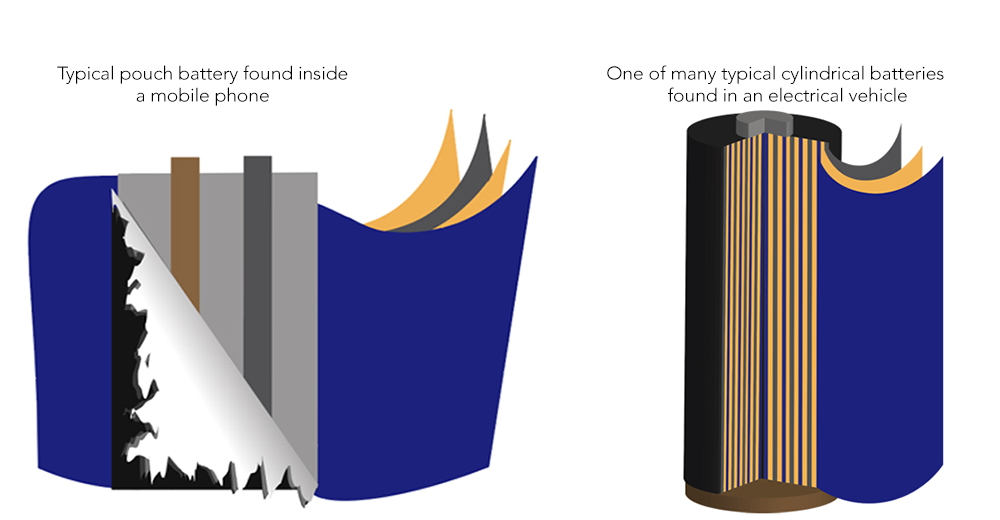 Typical pouch battery found inside
a mobile phone
One of many typical cylindrical batteries
found in an electrical vehicle